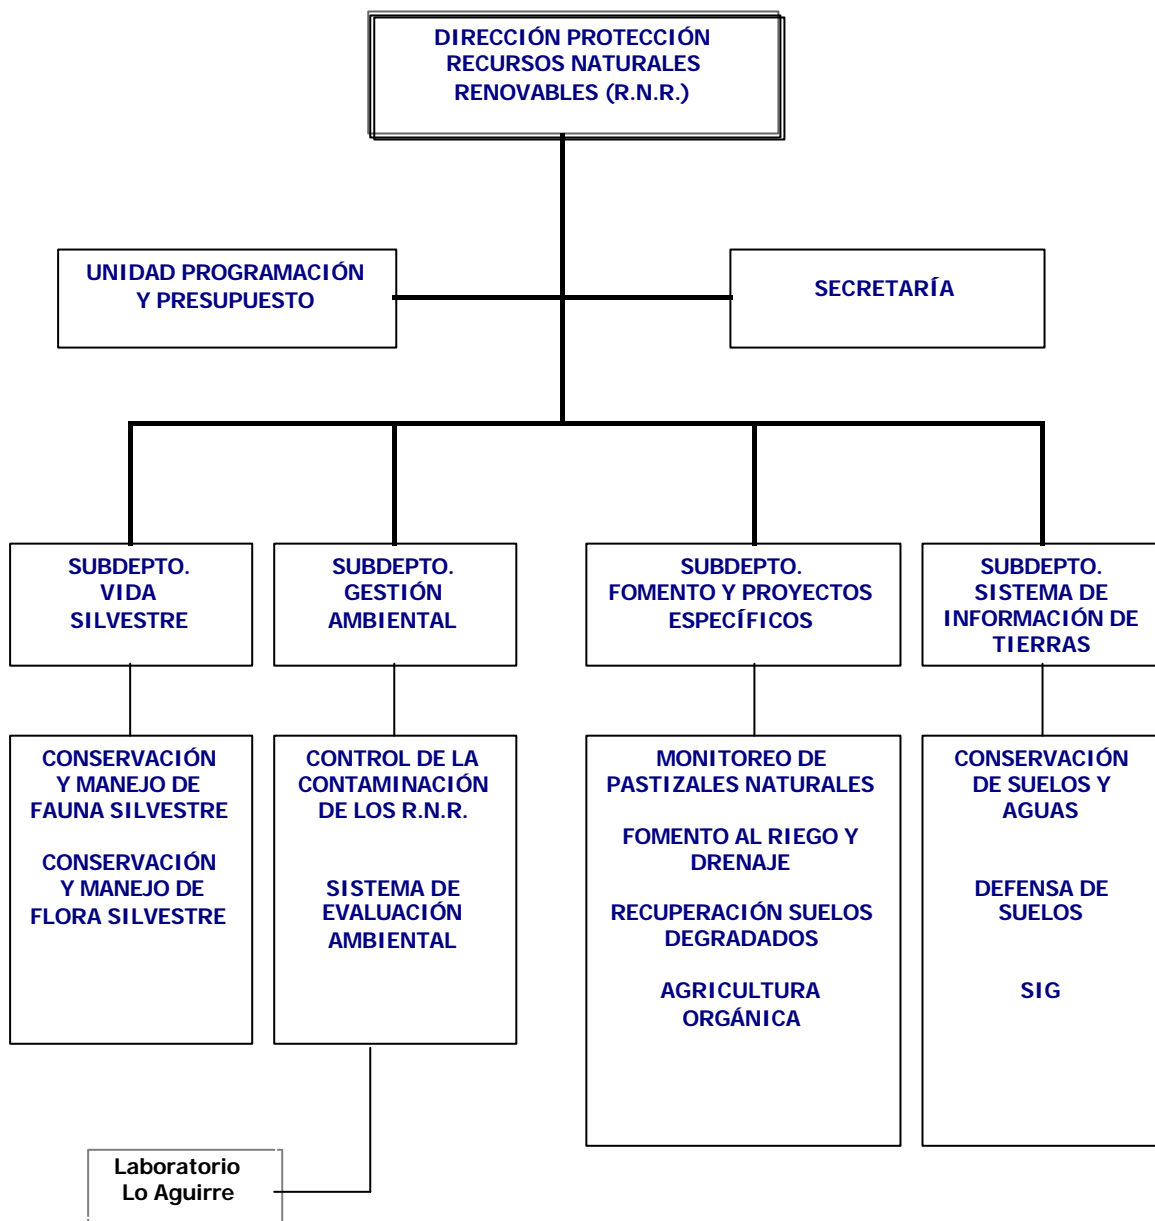 DIRECCIÓN PROTECCIÓN
RECURSOS NATURALES
RENOVABLES (R.N.R.)
UNIDAD PROGRAMACIÓN
Y PRESUPUESTO
SECRETARÍA
SUBDEPTO.
VIDA
SILVESTRE
SUBDEPTO.
GESTIÓN
AMBIENTAL
SUBDEPTO.
FOMENTO Y PROYECTOS
ESPECÍFICOS
SUBDEPTO.
SISTEMA DE
INFORMACIÓN DE
TIERRAS
CONSERVACIÓN
Y MANEJO DE
FAUNA SILVESTRE
CONSERVACIÓN
Y MANEJO DE
FLORA SILVESTRE
CONTROL DE LA
CONTAMINACIÓN
DE LOS R.N.R.
SISTEMA DE
EVALUACIÓN
AMBIENTAL
MONITOREO DE
PASTIZALES NATURALES
FOMENTO AL RIEGO Y
DRENAJE
RECUPERACIÓN SUELOS
DEGRADADOS
AGRICULTURA
ORGÁNICA
CONSERVACIÓN
DE SUELOS Y
AGUAS
DEFENSA DE
SUELOS
SIG
Laboratorio
Lo Aguirre